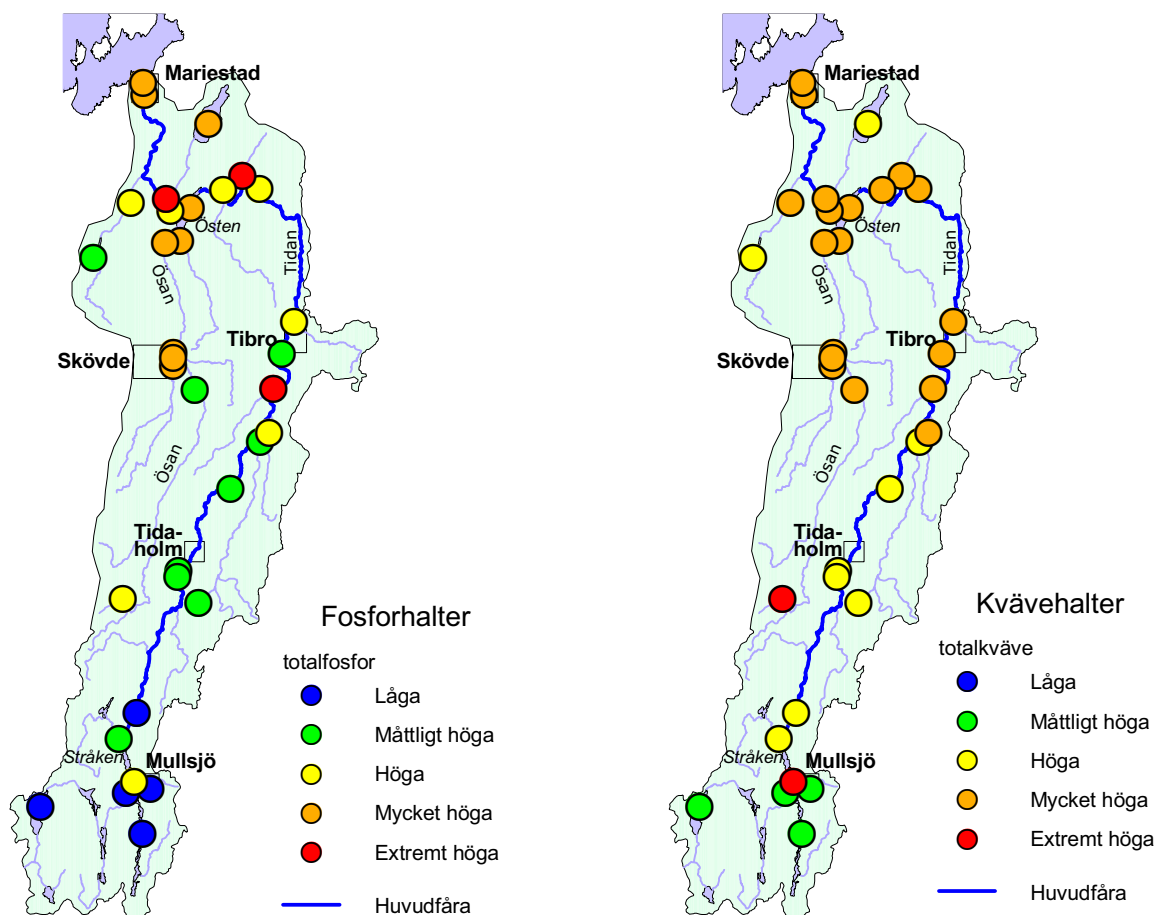 Mariestad
Östen
Tidan
Ösan
Tibro
Skövde
Ösan
Tida-
holm
Stråken
Mullsjö
Fosforhalter
totalfosfor
Låga
Måttligt höga
Höga
Mycket höga
Extremt höga
Huvudfåra
Mariestad
Östen
Tidan
Ösan
Tibro
Skövde
Ösan
Tida-
holm
Stråken
Mullsjö
Kvävehalter
totalkväve
Låga
Måttligt höga
Höga
Mycket höga
Extremt höga
Huvudfåra